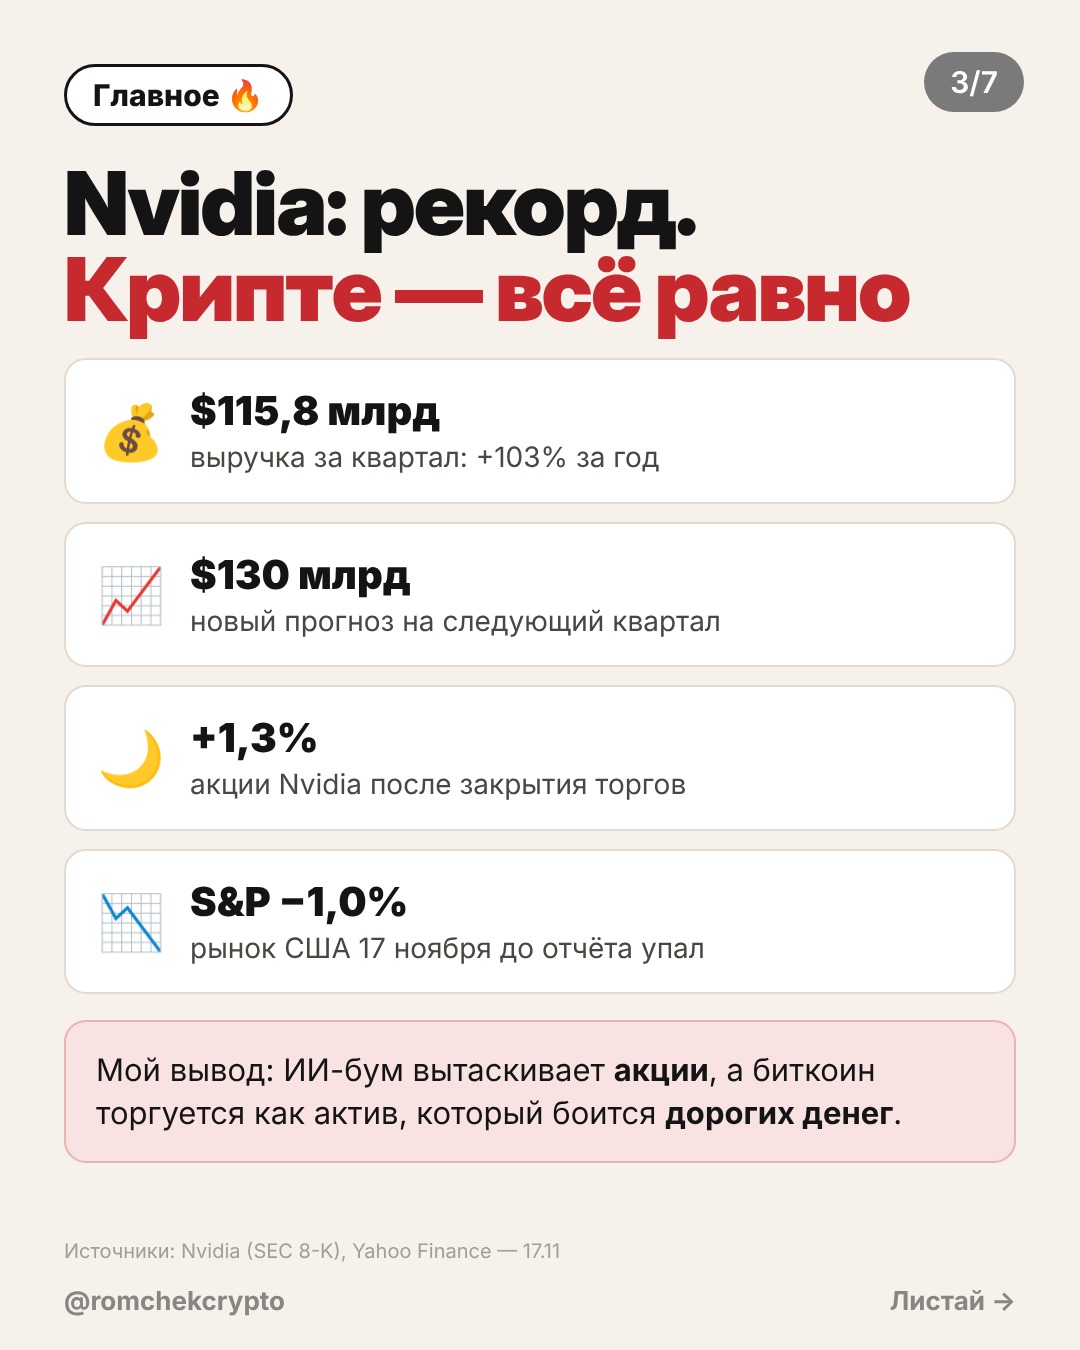 Главное 🔥
3/7
Nvidia: рекорд.
Крипте — всё равно
$115,8 млрд
выручка за квартал: +103% за год
$130 млрд
новый прогноз на следующий квартал
+1,3%
акции Nvidia после закрытия торгов
S&P −1,0%
рынок США 17 ноября до отчёта упал
Мой вывод: ИИ-бум вытаскивает акции, а биткоин
торгуется как актив, который боится дорогих денег.
Источники: Nvidia (SEC 8-K), Yahoo Finance — 17.11
@romchekcrypto
Листай →